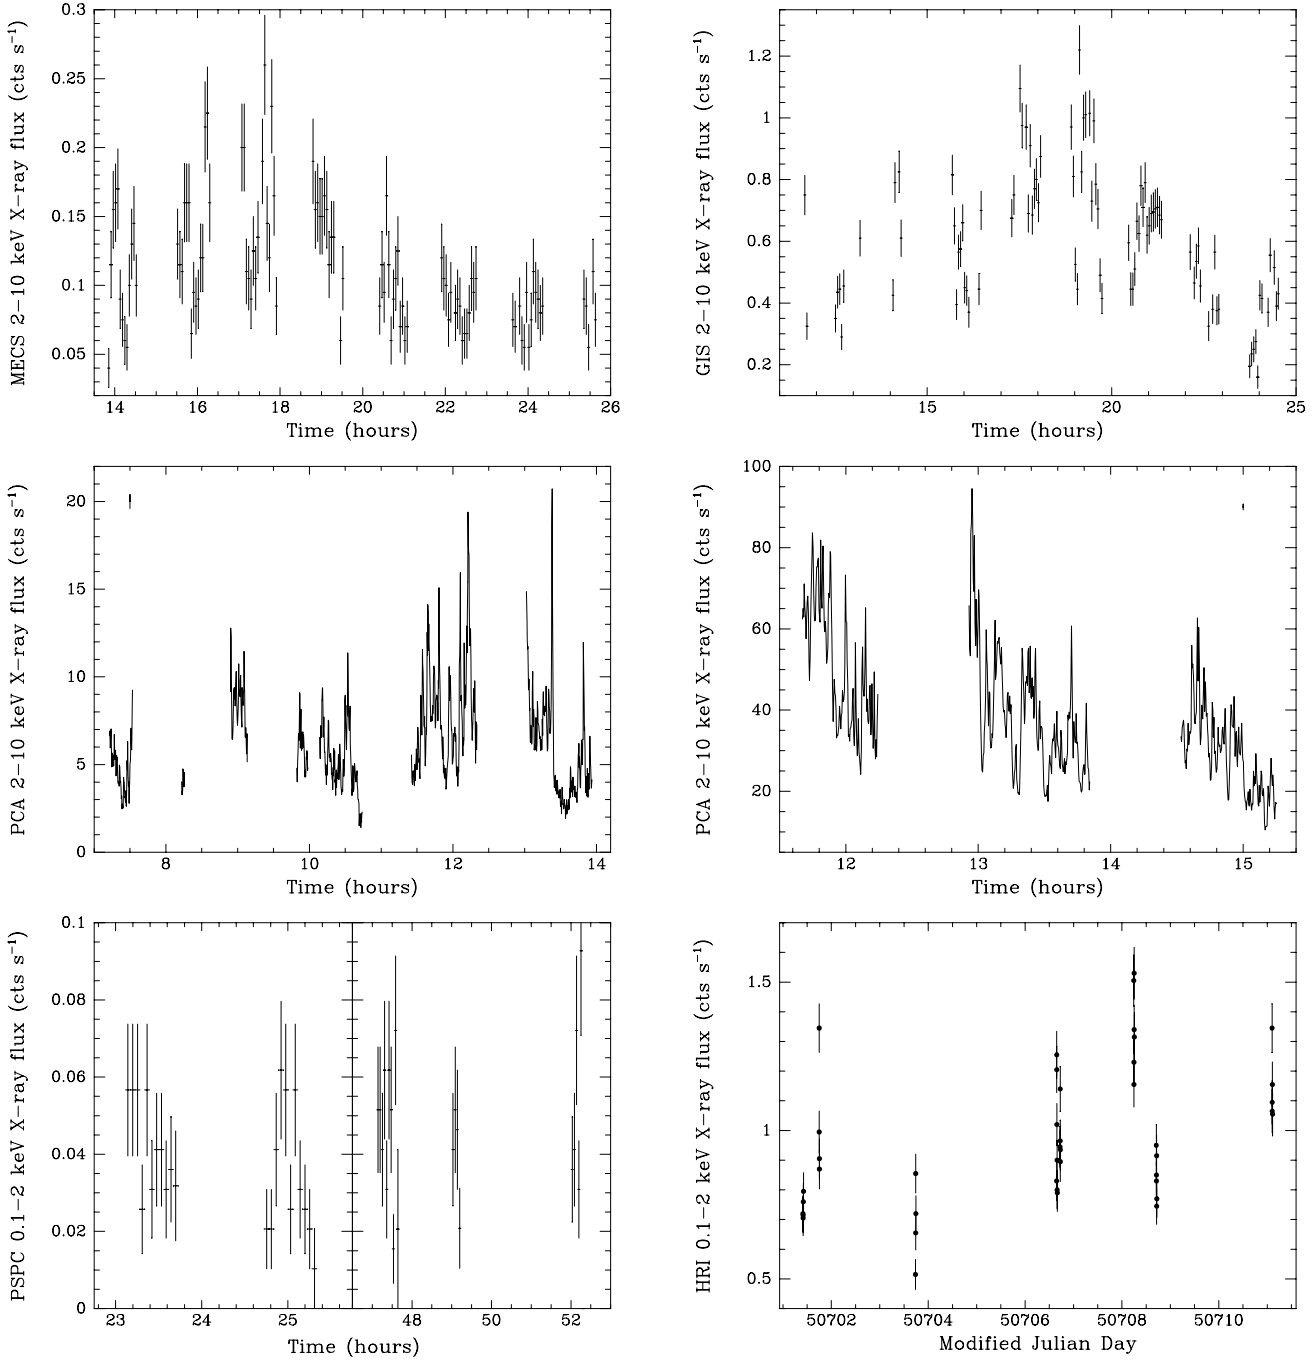 MECS 2−10 keV X−ray flux (cts s⁻¹)
0.3
0.25
0.2
0.15
0.1
0.05
14 16 18 20 22 24 26
Time (hours)
GIS 2−10 keV X−ray flux (cts s⁻¹)
1.2
1
0.8
0.6
0.4
0.2
15 20 25
Time (hours)
PCA 2−10 keV X−ray flux (cts s⁻¹)
20
15
10
5
0
8 10 12 14
Time (hours)
PCA 2−10 keV X−ray flux (cts s⁻¹)
100
80
60
40
20
12 13 14 15
Time (hours)
PSPC 0.1−2 keV X−ray flux (cts s⁻¹)
0.1
0.08
0.06
0.04
0.02
0
23 24 25 48 50 52
Time (hours)
HRI 0.1−2 keV X−ray flux (cts s⁻¹)
1.5
1
0.5
50702 50704 50706 50708 50710
Modified Julian Day